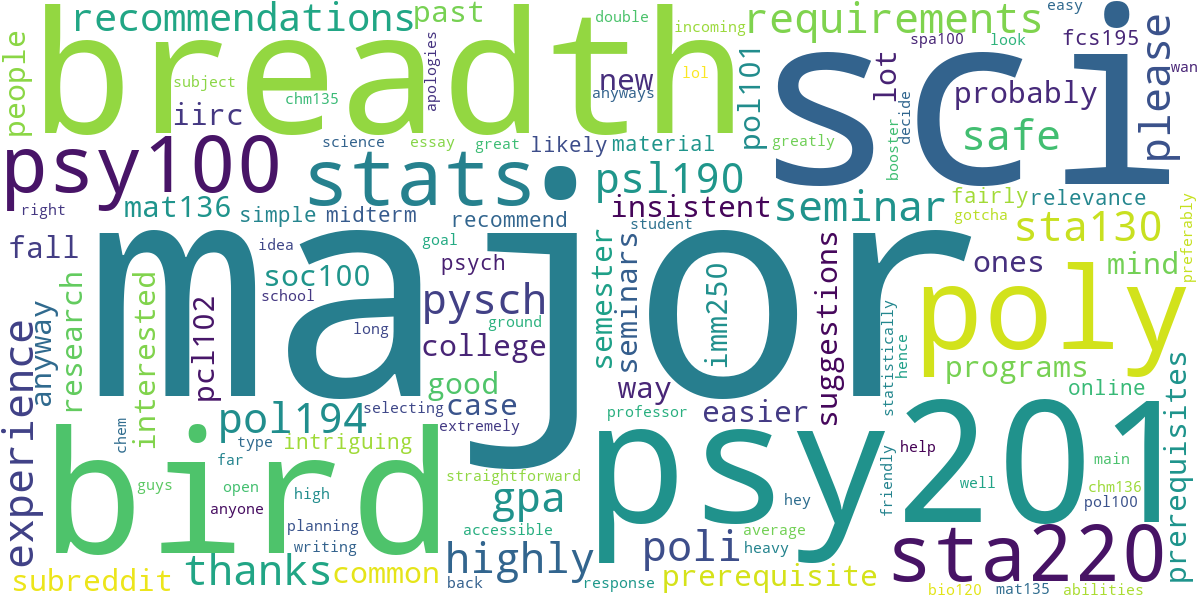 recommendations past double incoming requirements easy
breadth sci
people subject apologies new lol spa100 look fcs195 please
iirc chm135 anyways pol101 lot probably wan
psy100 science essay great likely material greatly booster decide safe
stats psl190
right mat136 simple midterm recommend insistent student seminar fairly relevance gotcha preferably
fall idea goal sta130
major
anyway interested soc100 psych semester seminars suggestions ones mind
research pcl102 school pysch ground imm250 poly
experience long college statistically hence programs
good way online
pol194 selecting case professor easier prerequisites
chem type intriguing extremely
bird far psy201
guys open straightforward friendly help main
anyone high gpa hey well chm136
planning accessible average pol100
writing highly poli heavy sta220
subreddit thanks common back response prerequisite bio120 mat135 abilities